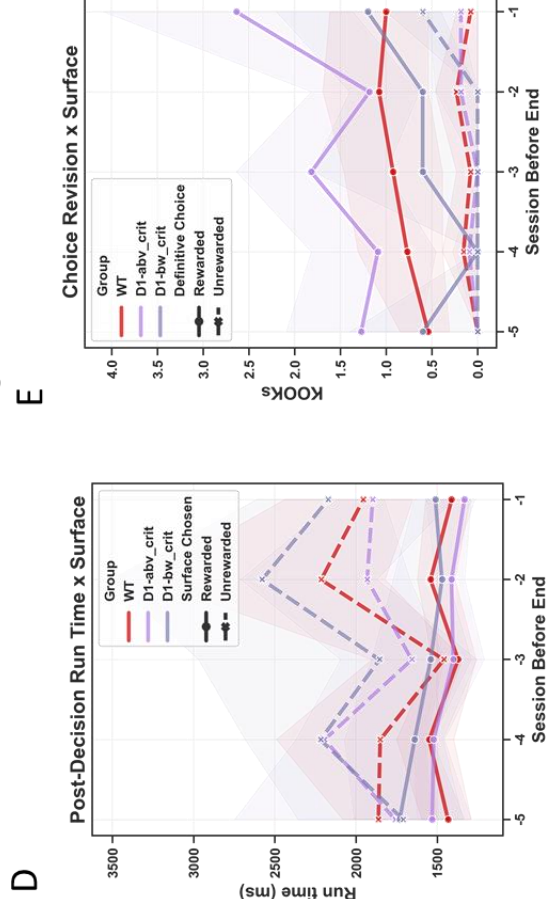 D
Post-Decision Run Time x Surface
3500
3000
2500
2000
1500
Run time (ms)
Group
WT
D1-abv_crit
D1-bw_crit
Surface Chosen
Rewarded
Unrewarded
-5 -4 -3 -2 -1
Session Before End
E
Choice Revision x Surface
4.0
3.5
3.0
2.5
2.0
1.5
1.0
0.5
0.0
KOOKs
Group
WT
D1-abv_crit
D1-bw_crit
Definitive Choice
Rewarded
Unrewarded
-5 -4 -3 -2 -1
Session Before End